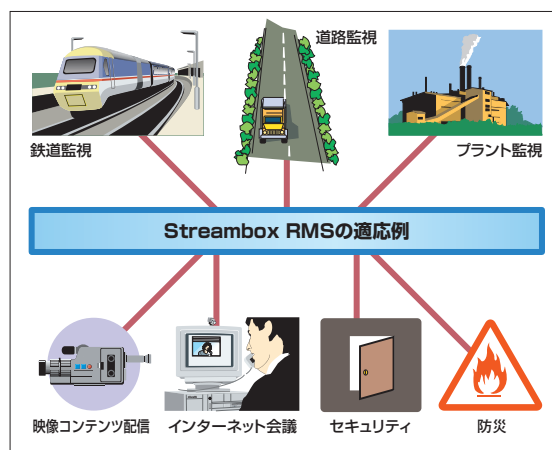 道路監視
鉄道監視
プラント監視
Streambox RMSの適応例
映像コンテンツ配信
インターネット会議
セキュリティ
防災